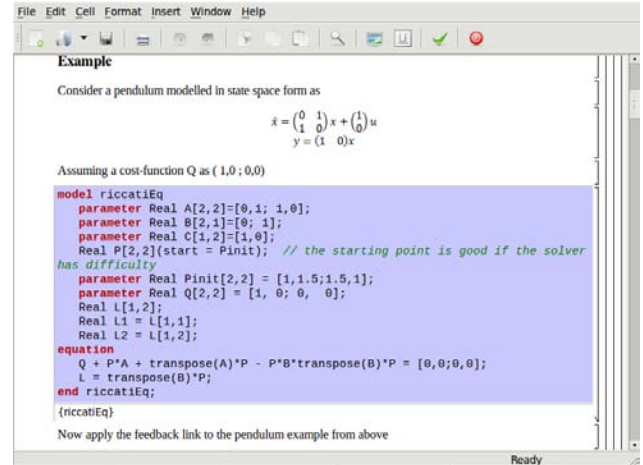 File Edit Cell Format Insert Window Help
Example
Consider a pendulum modelled in state space form as
ẋ = (0 1; 1 0) x + (1; 0) u
y = (1 0)x
Assuming a cost-function Q as ( 1,0 ; 0,0)
model riccatiEq
parameter Real A[2,2]=[0,1; 1,0];
parameter Real B[2,1]=[0; 1];
parameter Real C[1,2]=[1,0];
Real P[2,2](start = Pinit); // the starting point is good if the solver
has difficulty
parameter Real Pinit[2,2] = [1,1.5;1.5,1];
parameter Real Q[2,2] = [1, 0; 0, 0];
Real L[1,2];
Real L1 = L[1,1];
Real L2 = L[1,2];
equation
Q + P*A + transpose(A)*P - P*B*transpose(B)*P = [0,0;0,0];
L = transpose(B)*P;
end riccatiEq;
{riccatiEq}
Now apply the feedback link to the pendulum example from above
Ready